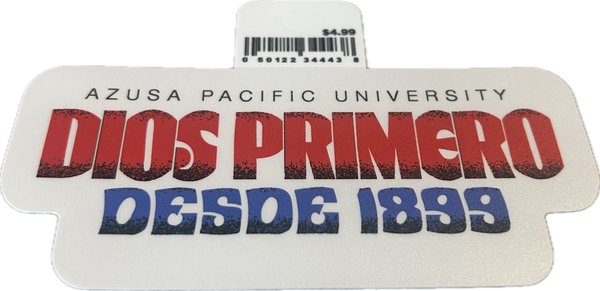 $4.99
0 50122 34443 8
AZUSA PACIFIC UNIVERSITY
DIOS PRIMERO
DESDE 1899